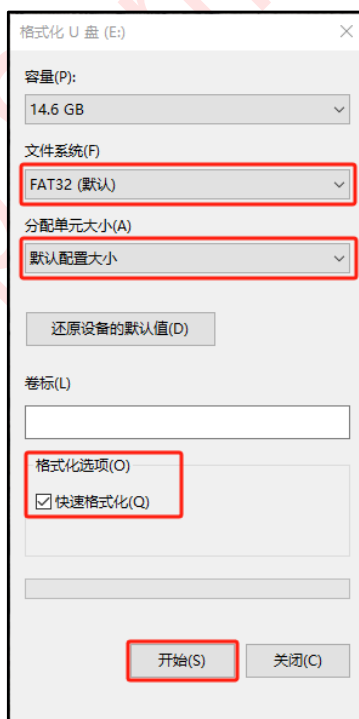 格式化 U 盘 (E:)
容量(P):
14.6 GB
文件系统(F)
FAT32 (默认)
分配单元大小(A)
默认配置大小
还原设备的默认值(D)
卷标(L)
格式化选项(O)
快速格式化(Q)
开始(S)
关闭(C)